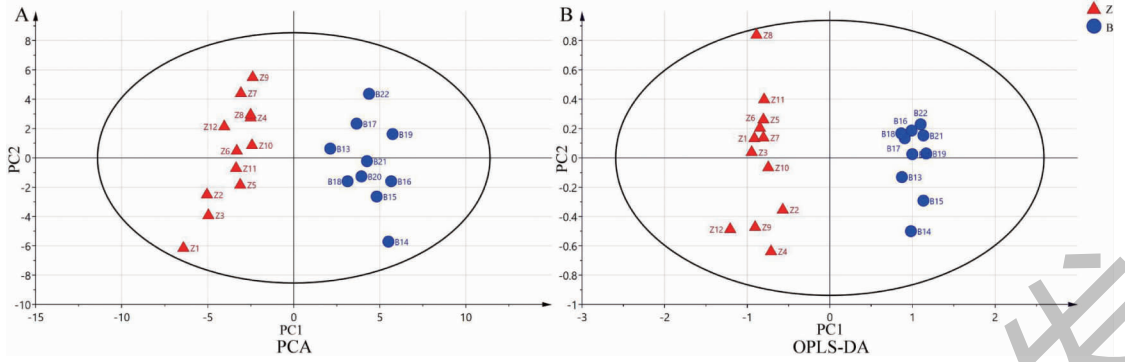 A
PC2
8
6
4
2
0
-2
-4
-6
-8
-10
-15
-10
-5
0
5
10
PC1
PCA
Z9
Z7
Z8
Z4
Z12
Z10
Z6
Z11
Z5
Z2
Z3
Z1
B22
B17
B19
B13
B21
B20
B18
B16
B15
B14
B
PC2
0.8
0.6
0.4
0.2
0
-0.2
-0.4
-0.6
-0.8
-1
-3
-2
-1
0
1
2
PC1
OPLS-DA
Z8
Z11
Z6
Z5
Z1
Z7
Z3
Z10
Z2
Z12
Z9
Z4
B22
B16
B18
B21
B17
B19
B13
B15
B14
Z
B